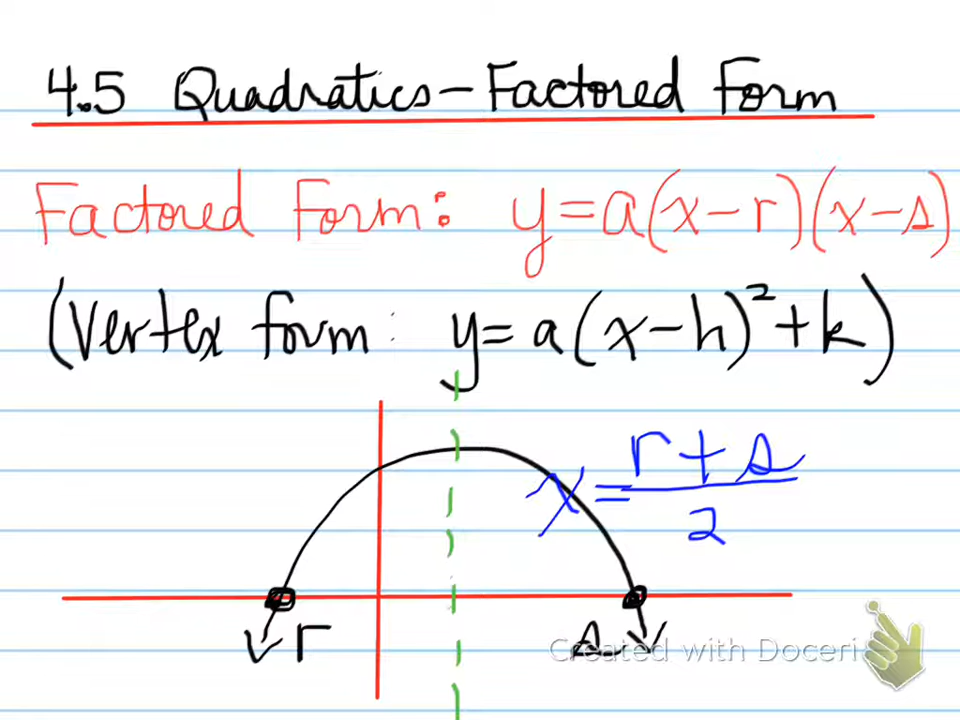 4.5 Quadratics - Factored Form
Factored Form: y = a(x - r)(x - s)
(Vertex form: y = a(x - h)² + k)
x = r + s / 2
r s
Created with Doceri